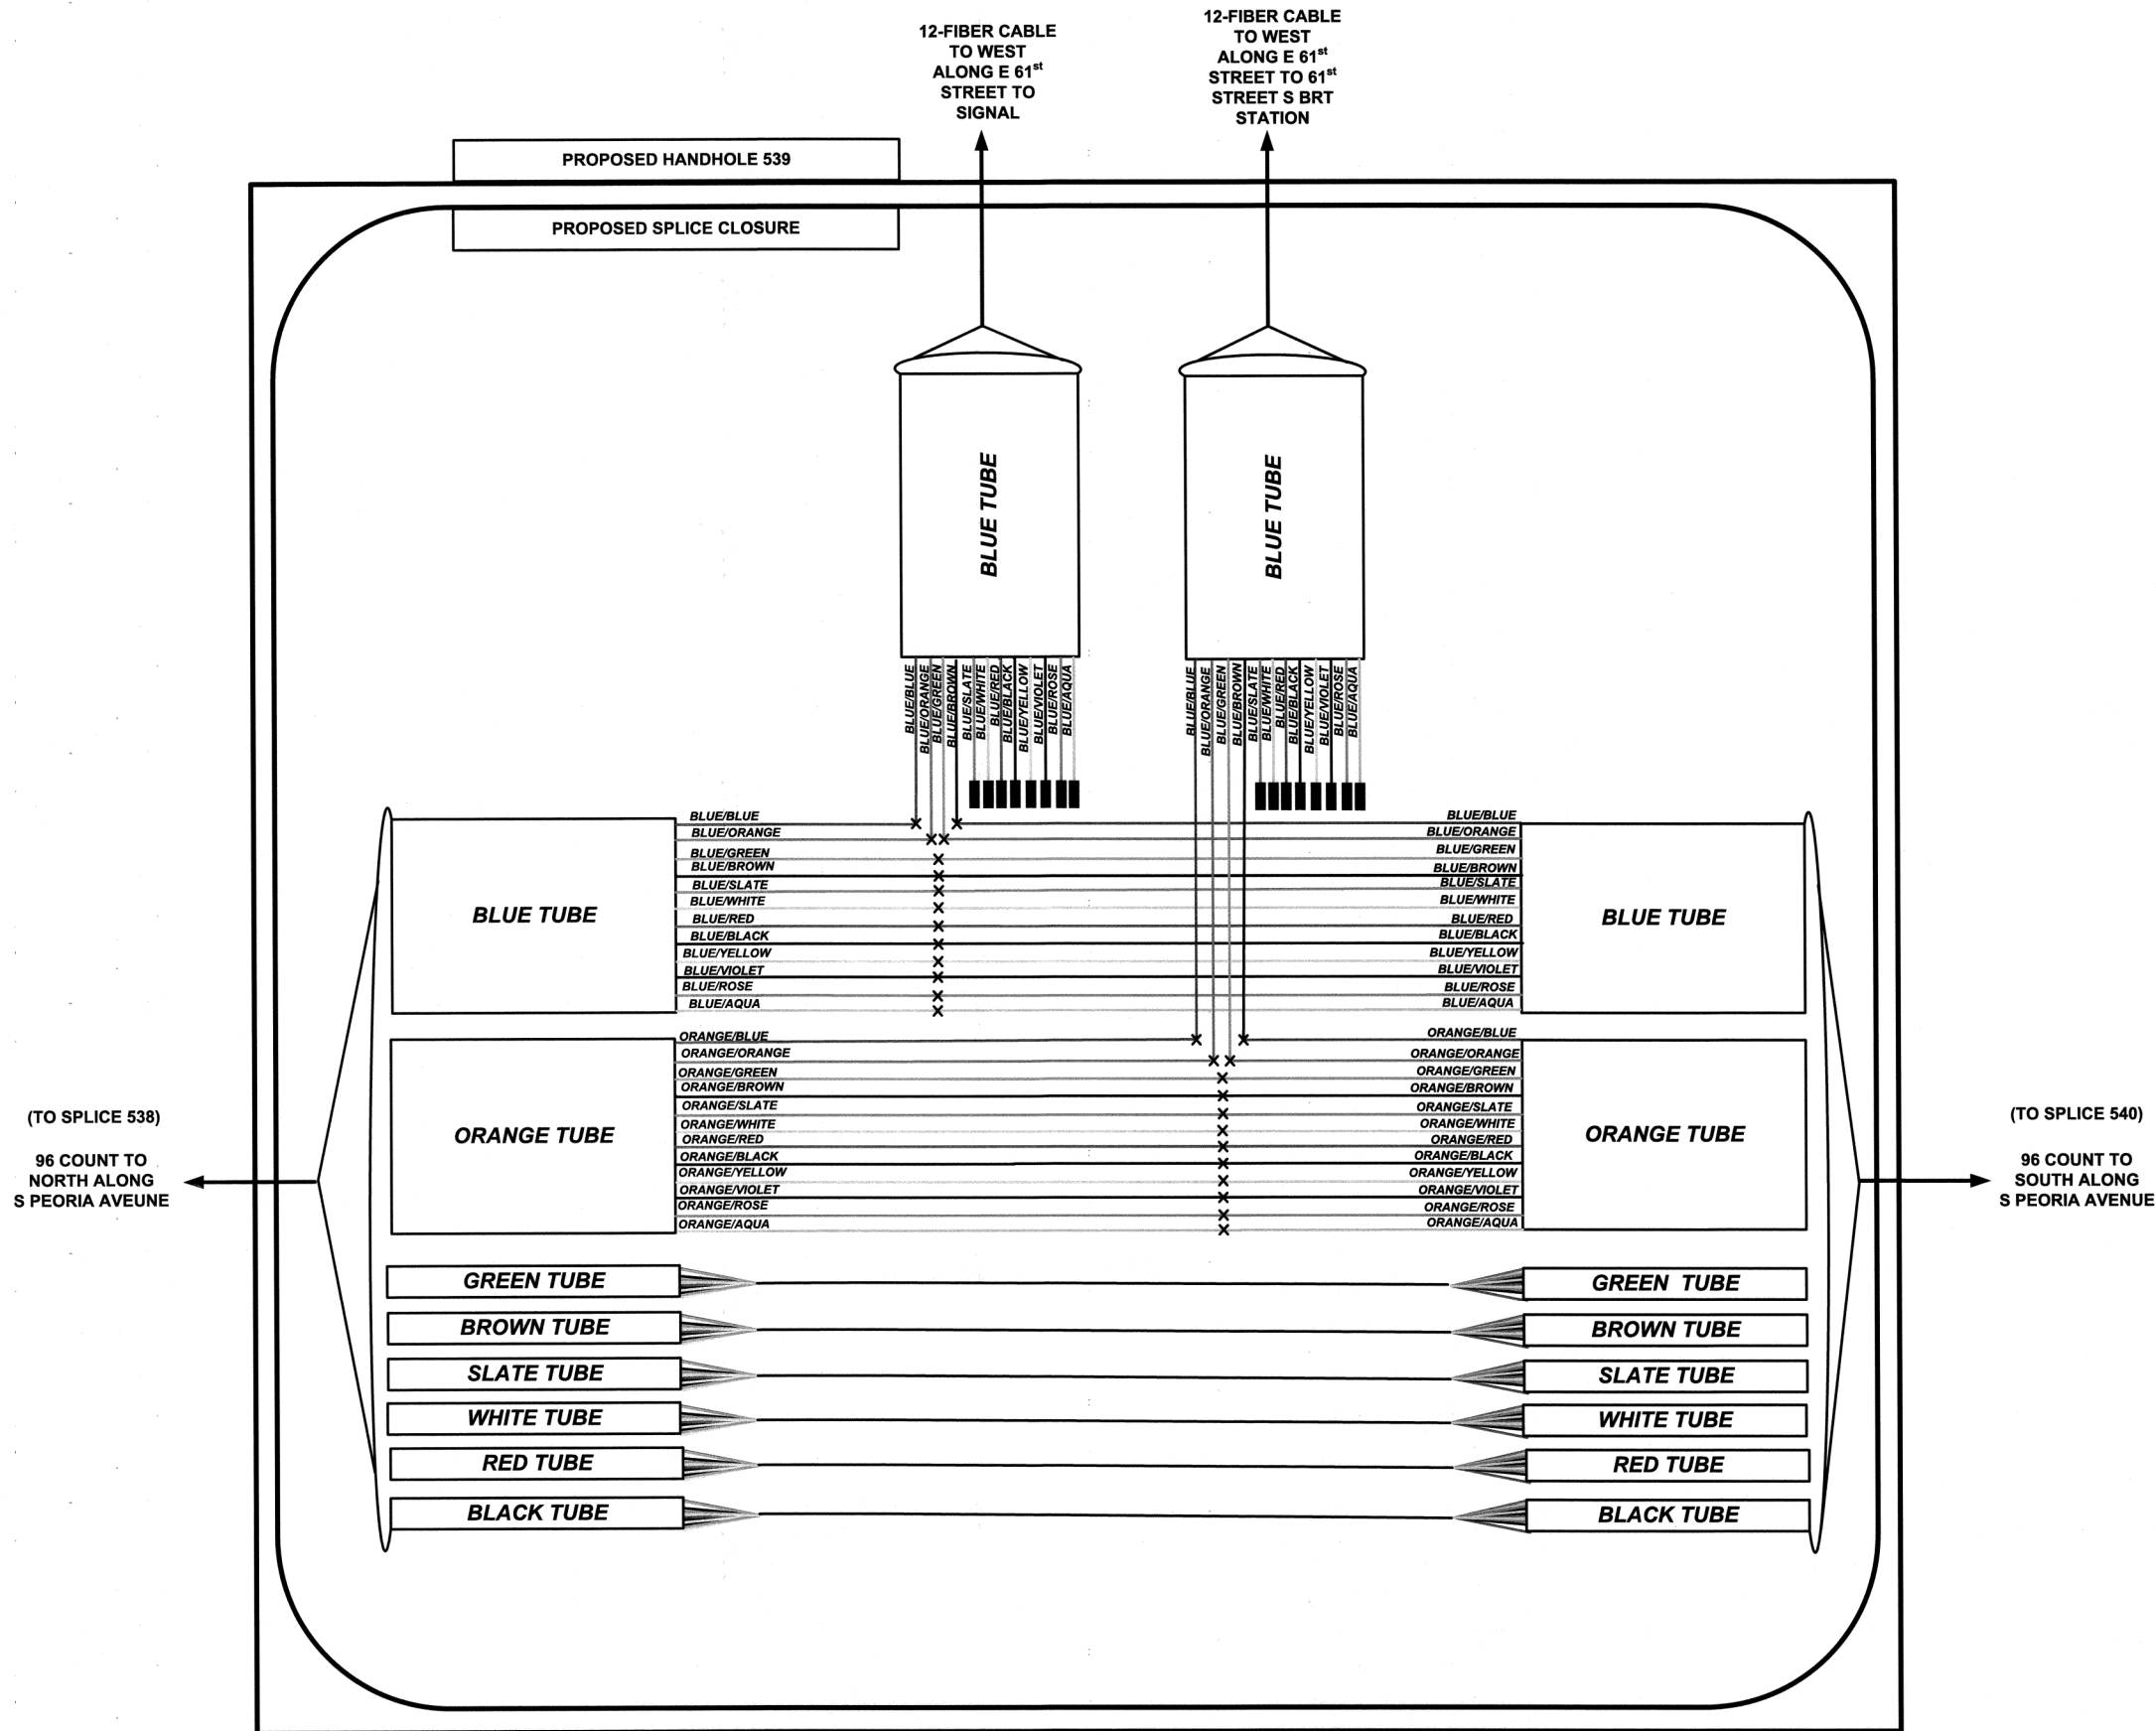 12-FIBER CABLE
TO WEST
ALONG E 61st
STREET TO
SIGNAL
12-FIBER CABLE
TO WEST
ALONG E 61st
STREET TO 61st
STREET S BRT
STATION
PROPOSED HANDHOLE 539
PROPOSED SPLICE CLOSURE
BLUE TUBE
BLUE TUBE
BLUE/BLUE
BLUE/ORANGE
BLUE/GREEN
BLUE/BROWN
BLUE/SLATE
BLUE/WHITE
BLUE/RED
BLUE/BLACK
BLUE/YELLOW
BLUE/VIOLET
BLUE/ROSE
BLUE/AQUA
BLUE/BLUE
BLUE/ORANGE
BLUE/GREEN
BLUE/BROWN
BLUE/SLATE
BLUE/WHITE
BLUE/RED
BLUE/BLACK
BLUE/YELLOW
BLUE/VIOLET
BLUE/ROSE
BLUE/AQUA
BLUE TUBE
BLUE/BLUE
BLUE/ORANGE
BLUE/GREEN
BLUE/BROWN
BLUE/SLATE
BLUE/WHITE
BLUE/RED
BLUE/BLACK
BLUE/YELLOW
BLUE/VIOLET
BLUE/ROSE
BLUE/AQUA
BLUE/BLUE
BLUE/ORANGE
BLUE/GREEN
BLUE/BROWN
BLUE/SLATE
BLUE/WHITE
BLUE/RED
BLUE/BLACK
BLUE/YELLOW
BLUE/VIOLET
BLUE/ROSE
BLUE/AQUA
BLUE TUBE
ORANGE TUBE
ORANGE/BLUE
ORANGE/ORANGE
ORANGE/GREEN
ORANGE/BROWN
ORANGE/SLATE
ORANGE/WHITE
ORANGE/RED
ORANGE/BLACK
ORANGE/YELLOW
ORANGE/VIOLET
ORANGE/ROSE
ORANGE/AQUA
ORANGE/BLUE
ORANGE/ORANGE
ORANGE/GREEN
ORANGE/BROWN
ORANGE/SLATE
ORANGE/WHITE
ORANGE/RED
ORANGE/BLACK
ORANGE/YELLOW
ORANGE/VIOLET
ORANGE/ROSE
ORANGE/AQUA
ORANGE TUBE
(TO SPLICE 538)
96 COUNT TO
NORTH ALONG
S PEORIA AVEUNE
(TO SPLICE 540)
96 COUNT TO
SOUTH ALONG
S PEORIA AVENUE
GREEN TUBE
GREEN TUBE
BROWN TUBE
BROWN TUBE
SLATE TUBE
SLATE TUBE
WHITE TUBE
WHITE TUBE
RED TUBE
RED TUBE
BLACK TUBE
BLACK TUBE